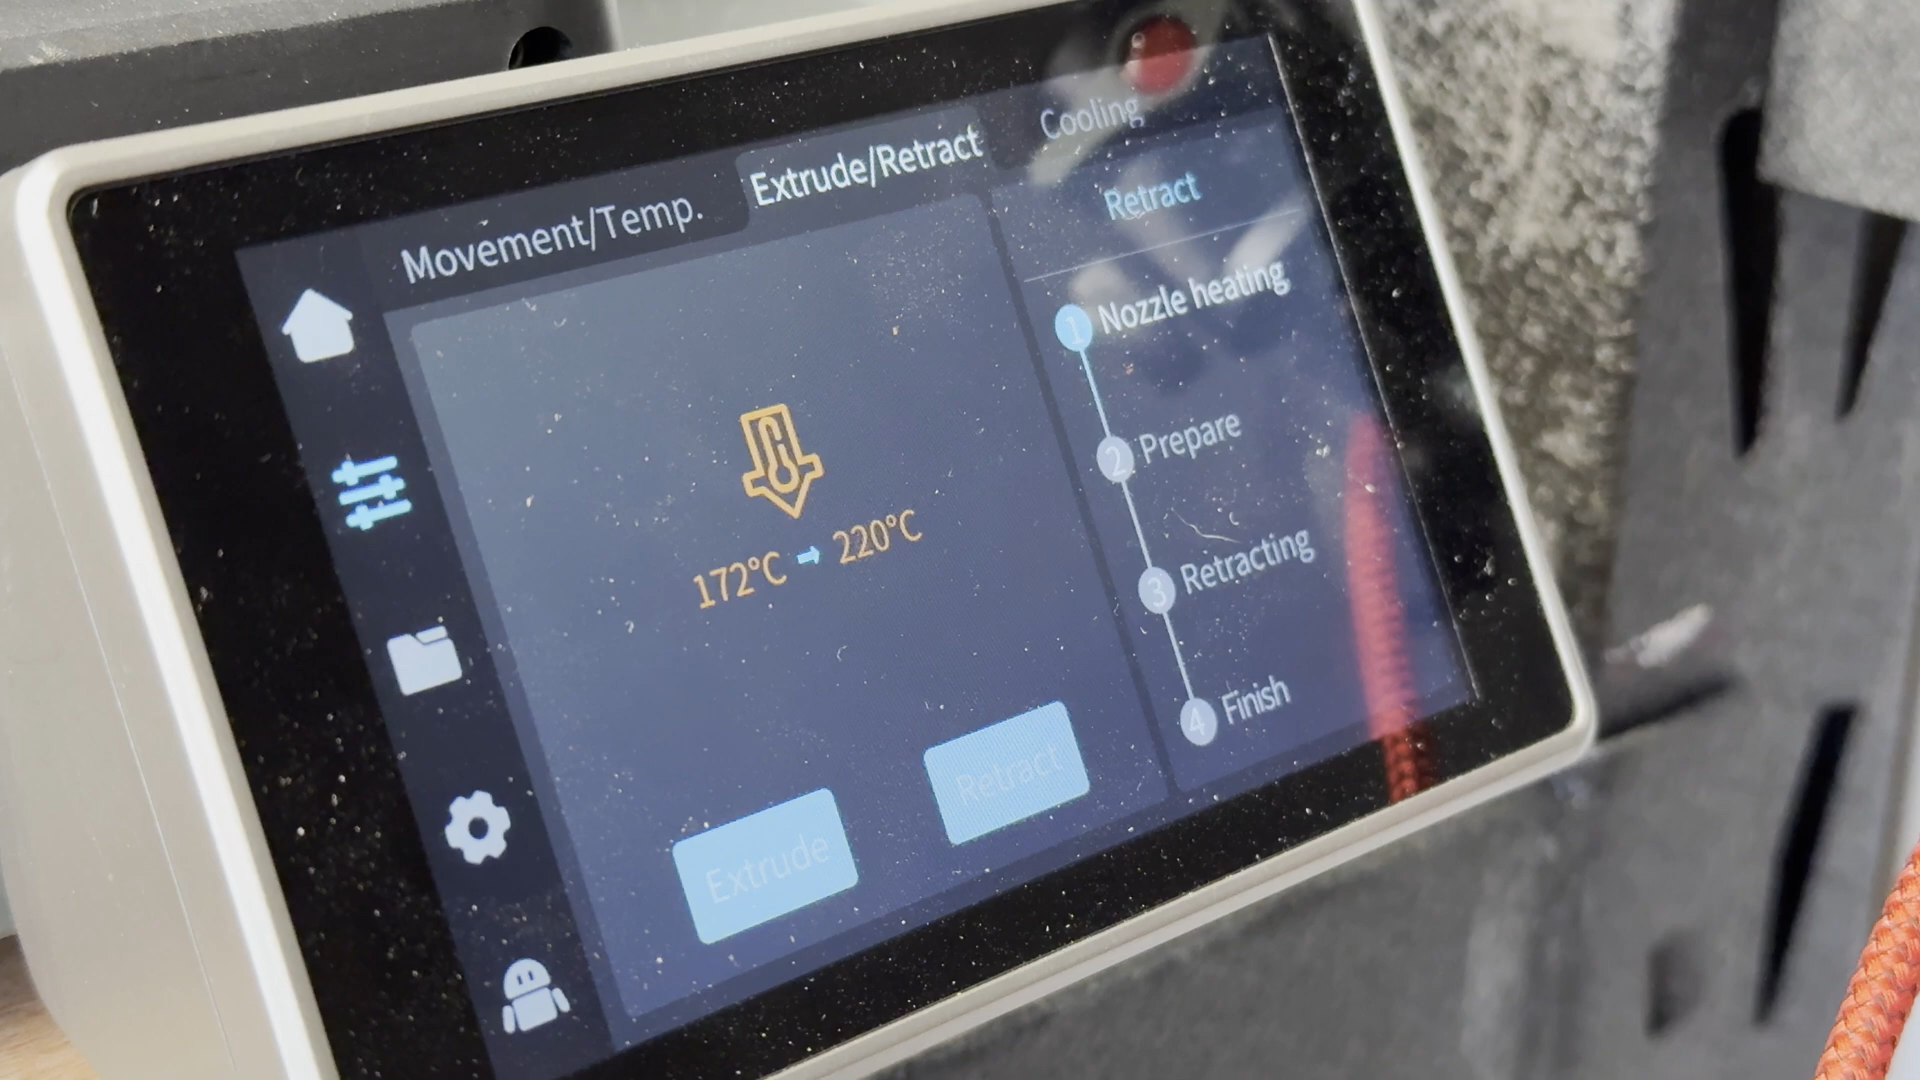 Movement/Temp.
Extrude/Retract
Cooling
172°C → 220°C
Extrude
Retract
Retract
1 Nozzle heating
2 Prepare
3 Retracting
4 Finish